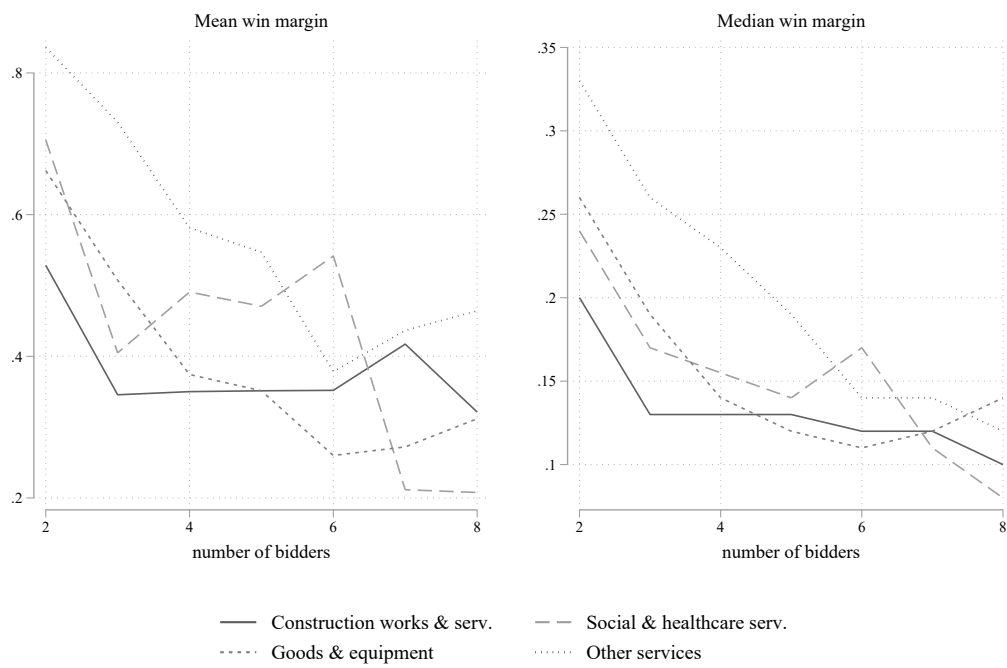 Mean win margin
.8
.6
.4
.2
2 4 6 8
number of bidders
Median win margin
.35
.3
.25
.2
.15
.1
2 4 6 8
number of bidders
Construction works & serv.
Social & healthcare serv.
Goods & equipment
Other services